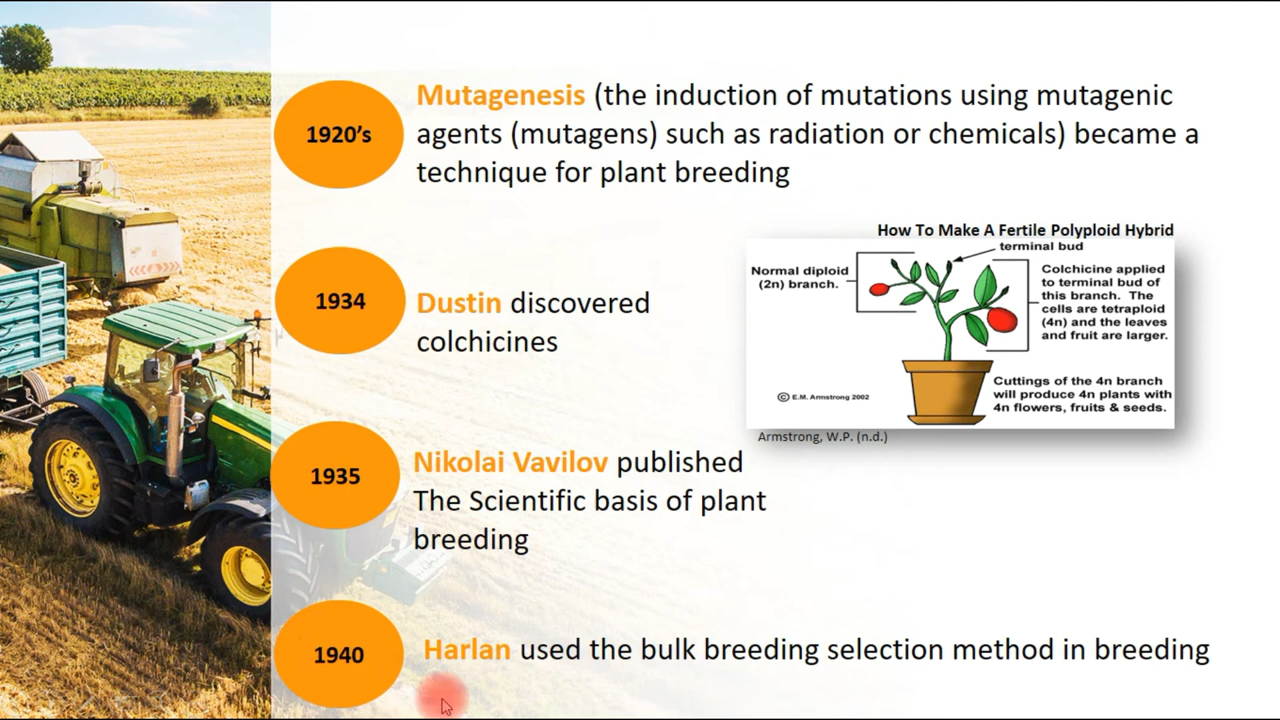 1920's
Mutagenesis (the induction of mutations using mutagenic
agents (mutagens) such as radiation or chemicals) became a
technique for plant breeding
1934
Dustin discovered
colchicines
How To Make A Fertile Polyploid Hybrid
terminal bud
Normal diploid
(2n) branch.
Colchicine applied
to terminal bud of
this branch. The
cells are tetraploid
(4n) and the leaves
and fruit are larger.
Cuttings of the 4n branch
will produce 4n plants with
4n flowers, fruits & seeds.
© E.M. Armstrong 2002
Armstrong, W.P. (n.d.)
1935
Nikolai Vavilov published
The Scientific basis of plant
breeding
1940
Harlan used the bulk breeding selection method in breeding